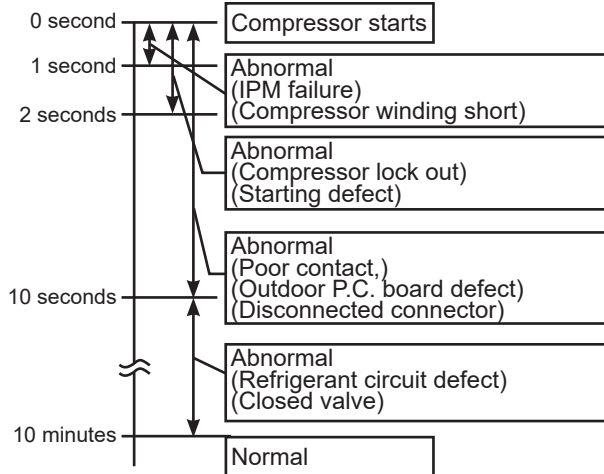 0 second
Compressor starts
1 second
Abnormal
(IPM failure)
(Compressor winding short)
2 seconds
Abnormal
(Compressor lock out)
(Starting defect)
Abnormal
(Poor contact,)
(Outdoor P.C. board defect)
(Disconnected connector)
10 seconds
Abnormal
(Refrigerant circuit defect)
(Closed valve)
10 minutes
Normal